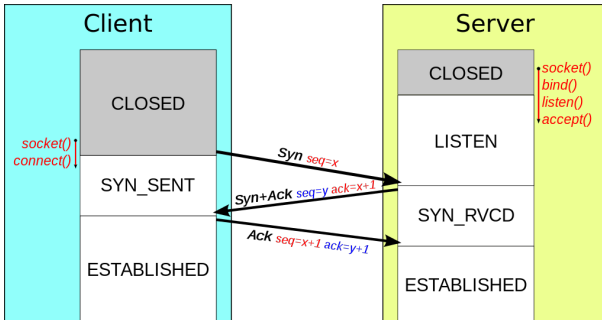 Client
Server
CLOSED
CLOSED
socket()
bind()
listen()
accept()
socket()
connect()
Syn seq=x
LISTEN
SYN_SENT
Syn+Ack seq=y ack=x+1
SYN_RVCD
Ack seq=x+1 ack=y+1
ESTABLISHED
ESTABLISHED